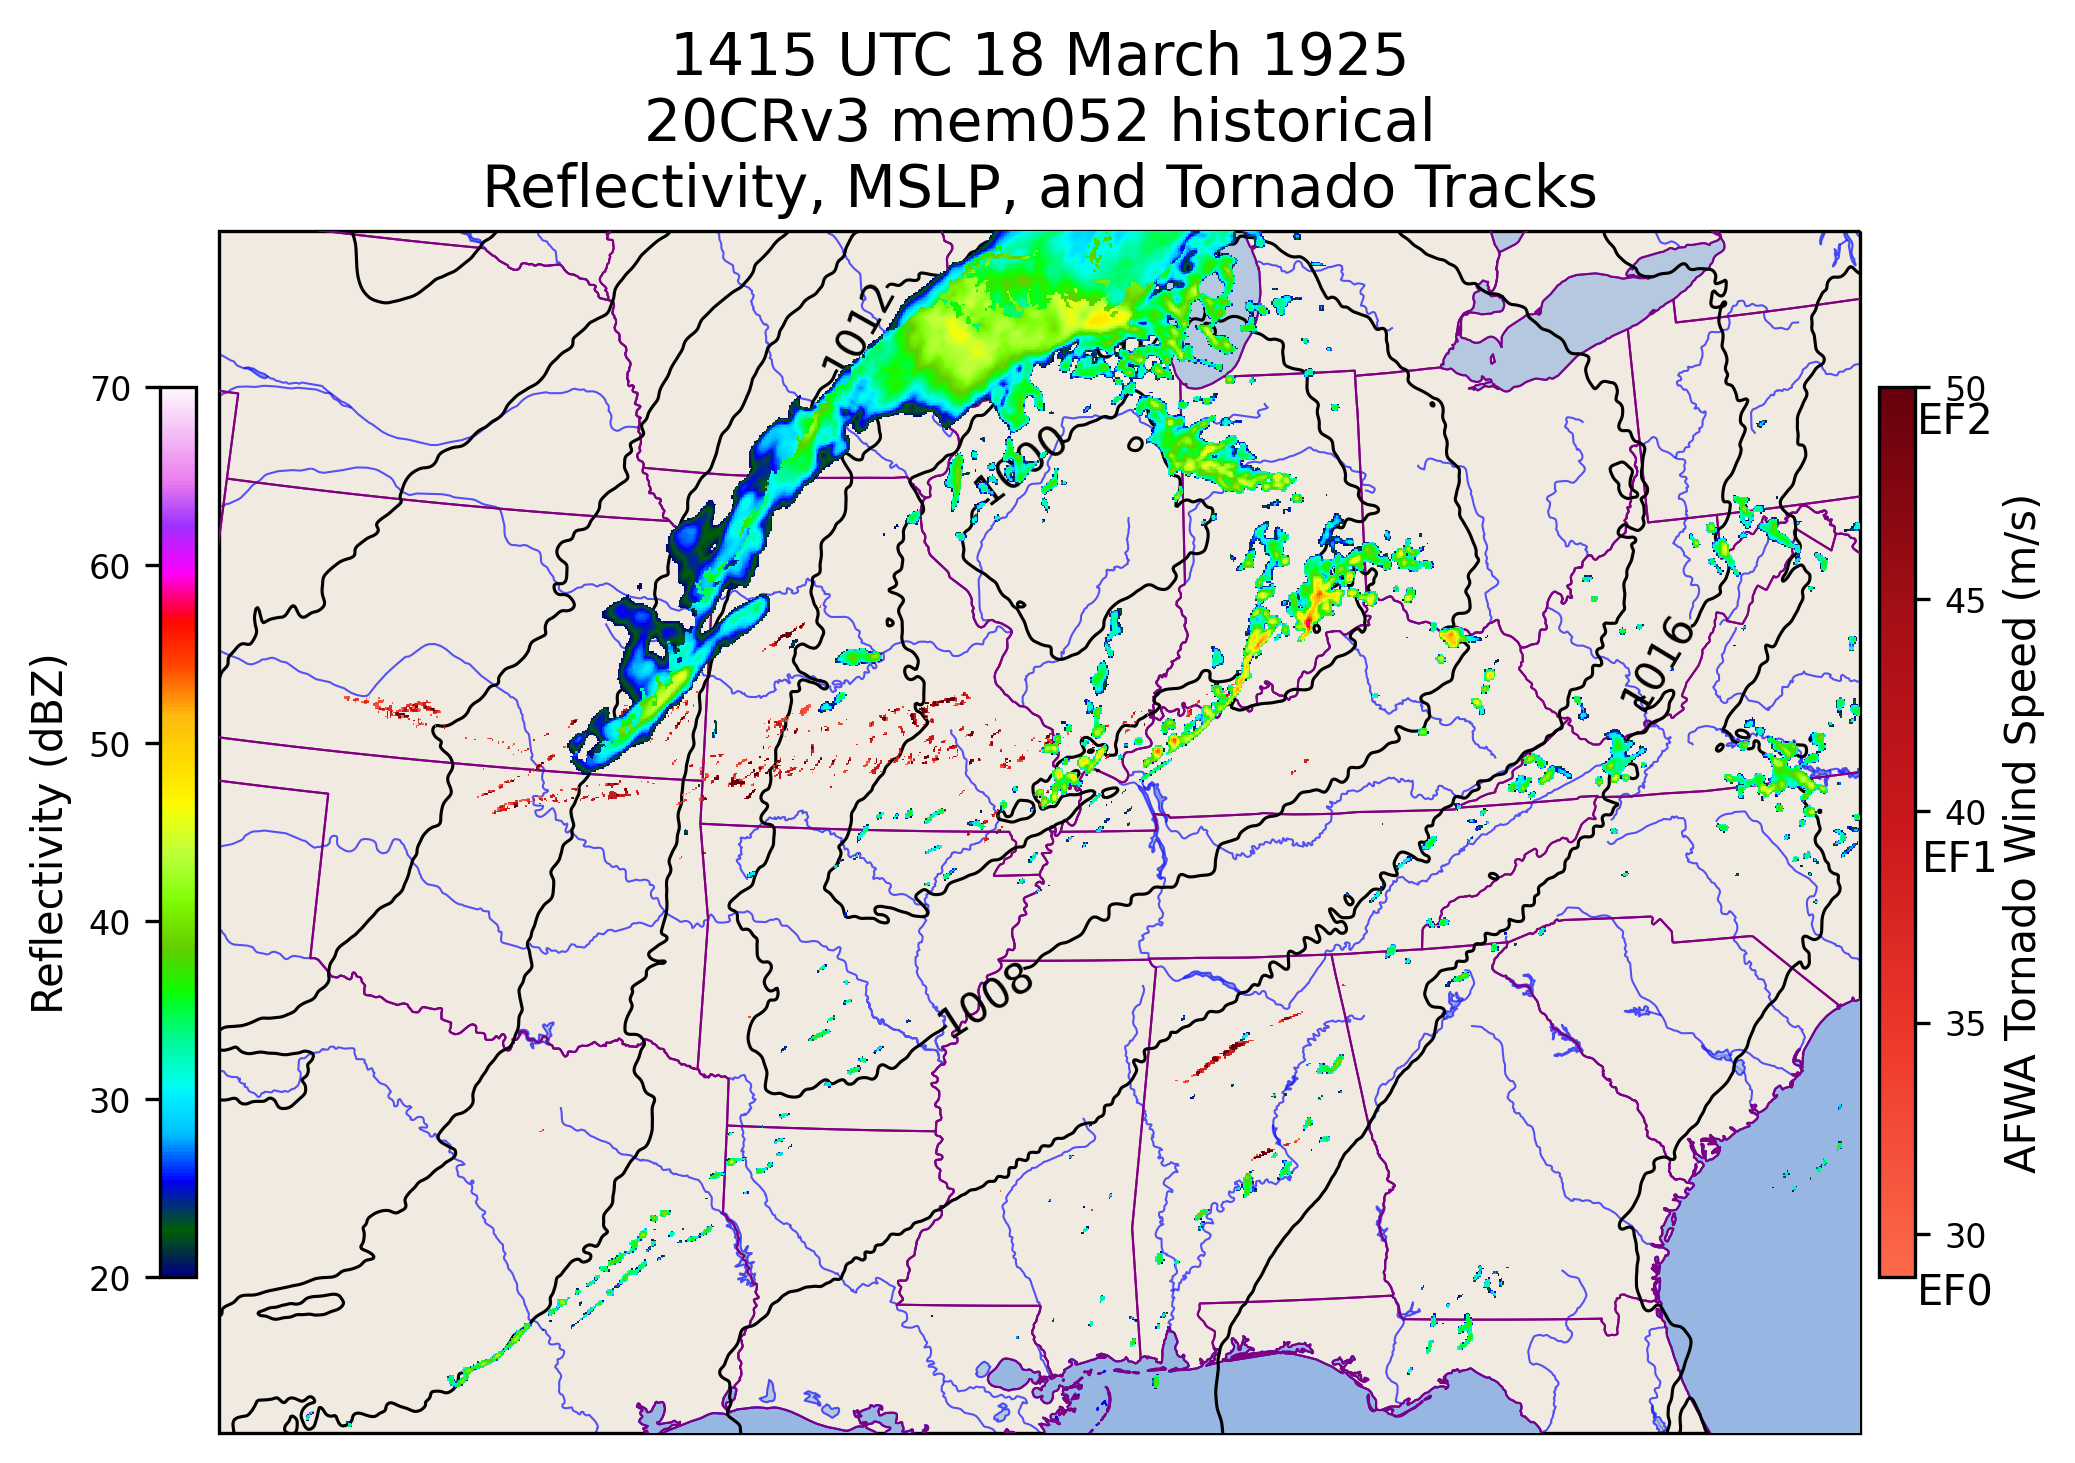 1415 UTC 18 March 1925
20CRv3 mem052 historical
Reflectivity, MSLP, and Tornado Tracks
70
60
50
40
30
20
Reflectivity (dBZ)
1012
1000
1016
1008
50
EF2
45
40
EF1
35
30
EF0
AFWA Tornado Wind Speed (m/s)